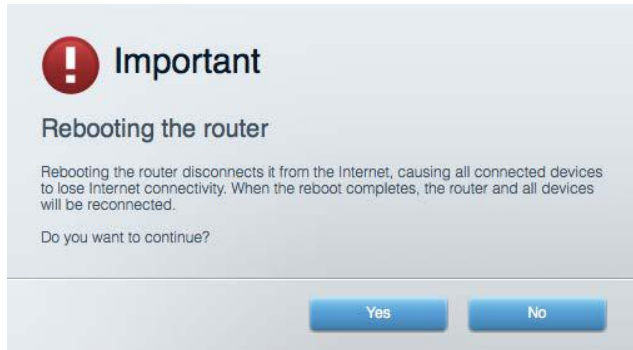 Important
Rebooting the router
Rebooting the router disconnects it from the Internet, causing all connected devices
to lose Internet connectivity. When the reboot completes, the router and all devices
will be reconnected.
Do you want to continue?
Yes
No